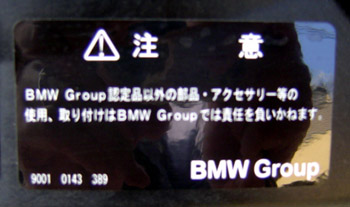 ⚠ 注 意
BMW Group認定品以外の部品・アクセサリー等の
使用、取り付けはBMW Groupでは責任を負いかねます。
BMW Group
9001 0143 389